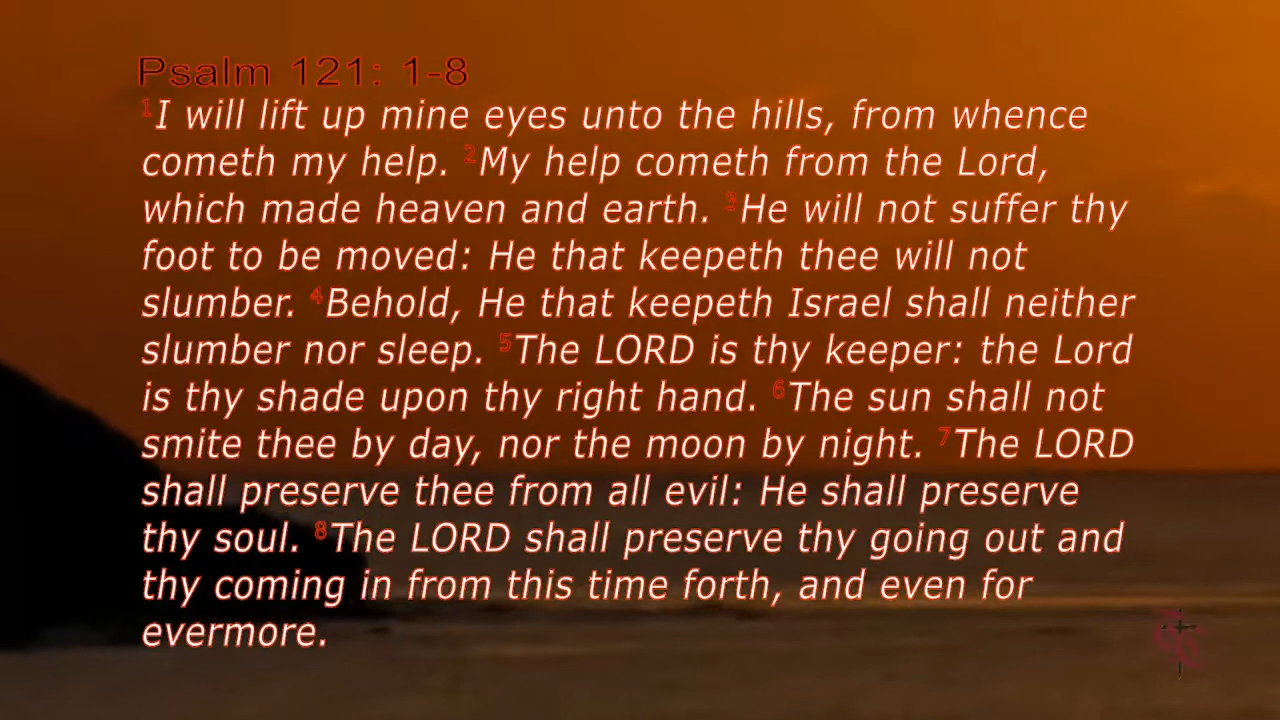 Psalm 121: 1-8
1I will lift up mine eyes unto the hills, from whence
cometh my help. 2My help cometh from the Lord,
which made heaven and earth. 3He will not suffer thy
foot to be moved: He that keepeth thee will not
slumber. 4Behold, He that keepeth Israel shall neither
slumber nor sleep. 5The LORD is thy keeper: the Lord
is thy shade upon thy right hand. 6The sun shall not
smite thee by day, nor the moon by night. 7The LORD
shall preserve thee from all evil: He shall preserve
thy soul. 8The LORD shall preserve thy going out and
thy coming in from this time forth, and even for
evermore.